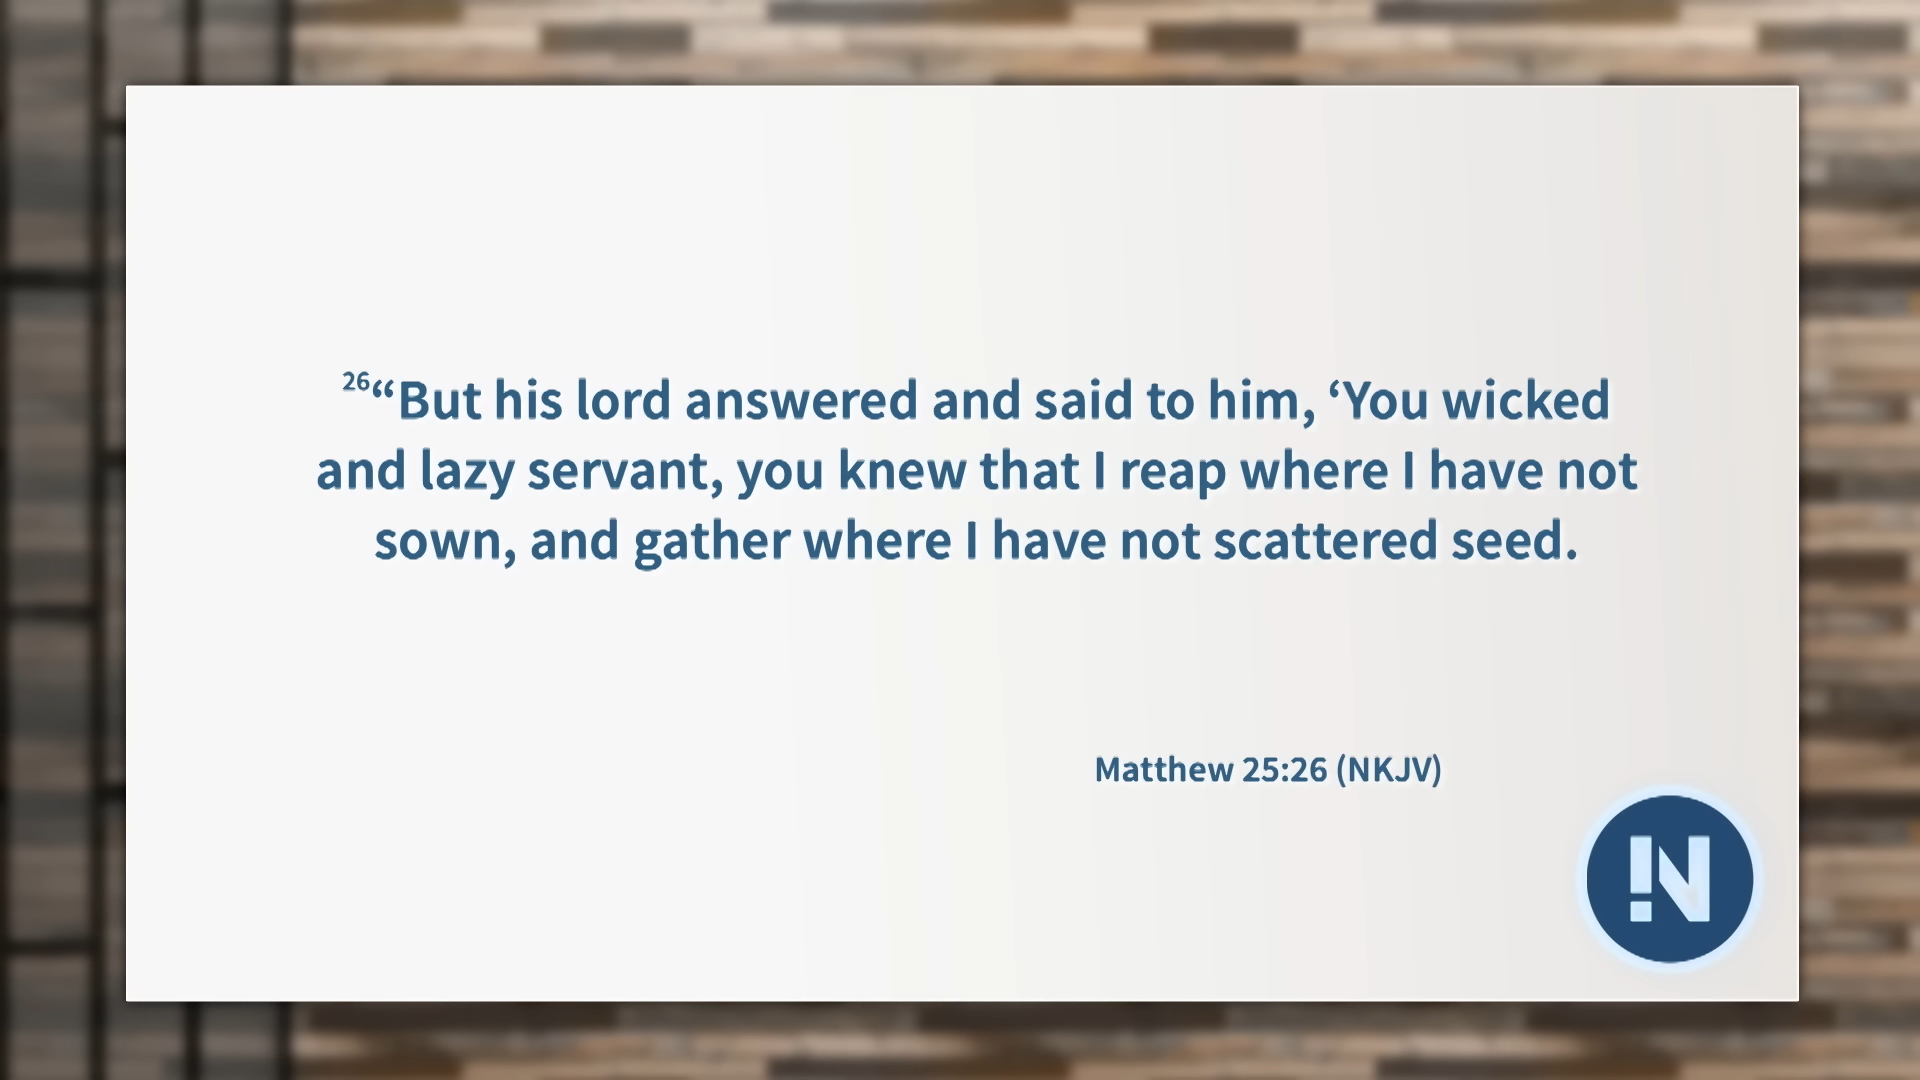 26“But his lord answered and said to him, ‘You wicked
and lazy servant, you knew that I reap where I have not
sown, and gather where I have not scattered seed.
Matthew 25:26 (NKJV)
N